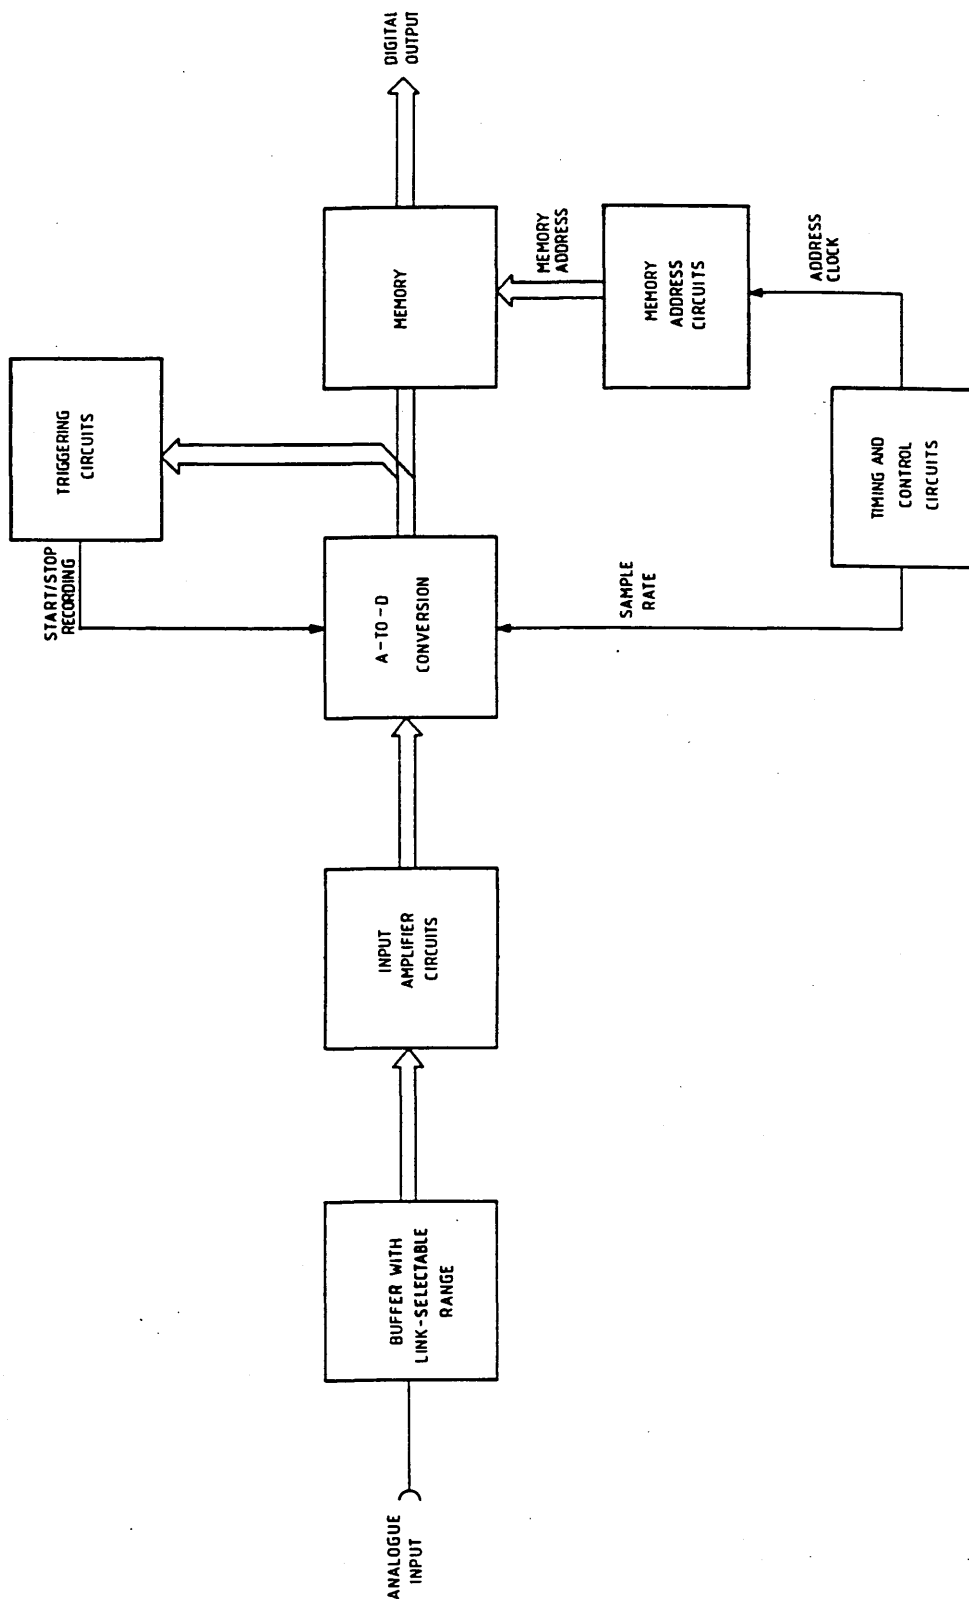 ANALOGUE
INPUT
BUFFER WITH
LINK-SELECTABLE
RANGE
INPUT
AMPLIFIER
CIRCUITS
A-TO-D
CONVERSION
START/STOP
RECORDING
TRIGGERING
CIRCUITS
MEMORY
DIGITAL
OUTPUT
MEMORY
ADDRESS
MEMORY
ADDRESS
CIRCUITS
SAMPLE
RATE
ADDRESS
CLOCK
TIMING AND
CONTROL
CIRCUITS